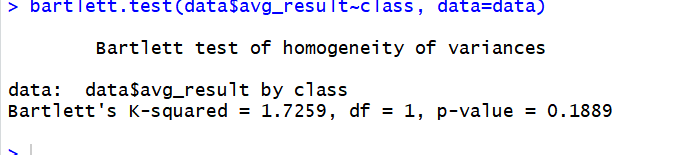 > bartlett.test(data$avg_result~class, data=data)
Bartlett test of homogeneity of variances
data:  data$avg_result by class
Bartlett's K-squared = 1.7259, df = 1, p-value = 0.1889
>